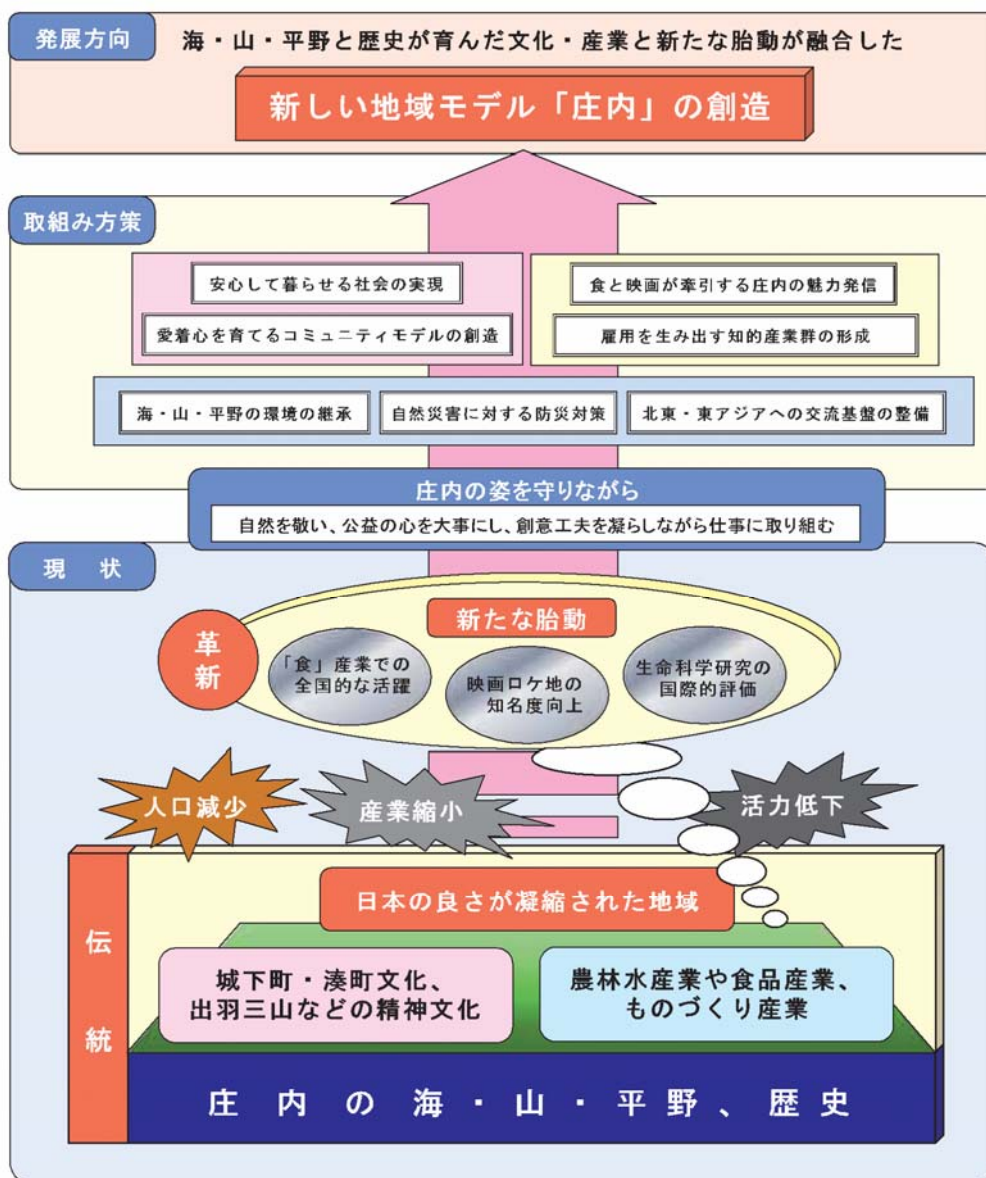 発展方向
海・山・平野と歴史が育んだ文化・産業と新たな胎動が融合した
新しい地域モデル「庄内」の創造
取組み方策
安心して暮らせる社会の実現
愛着心を育てるコミュニティモデルの創造
食と映画が牽引する庄内の魅力発信
雇用を生み出す知的産業群の形成
海・山・平野の環境の継承
自然災害に対する防災対策
北東・東アジアへの交流基盤の整備
庄内の姿を守りながら
自然を敬い、公益の心を大事にし、創意工夫を凝らしながら仕事に取り組む
現 状
革新
新たな胎動
「食」産業での
全国的な活躍
映画ロケ地の
知名度向上
生命科学研究の
国際的評価
人口減少
産業縮小
活力低下
伝統
日本の良さが凝縮された地域
城下町・湊町文化、
出羽三山などの精神文化
農林水産業や食品産業、
ものづくり産業
庄内の海・山・平野、歴史